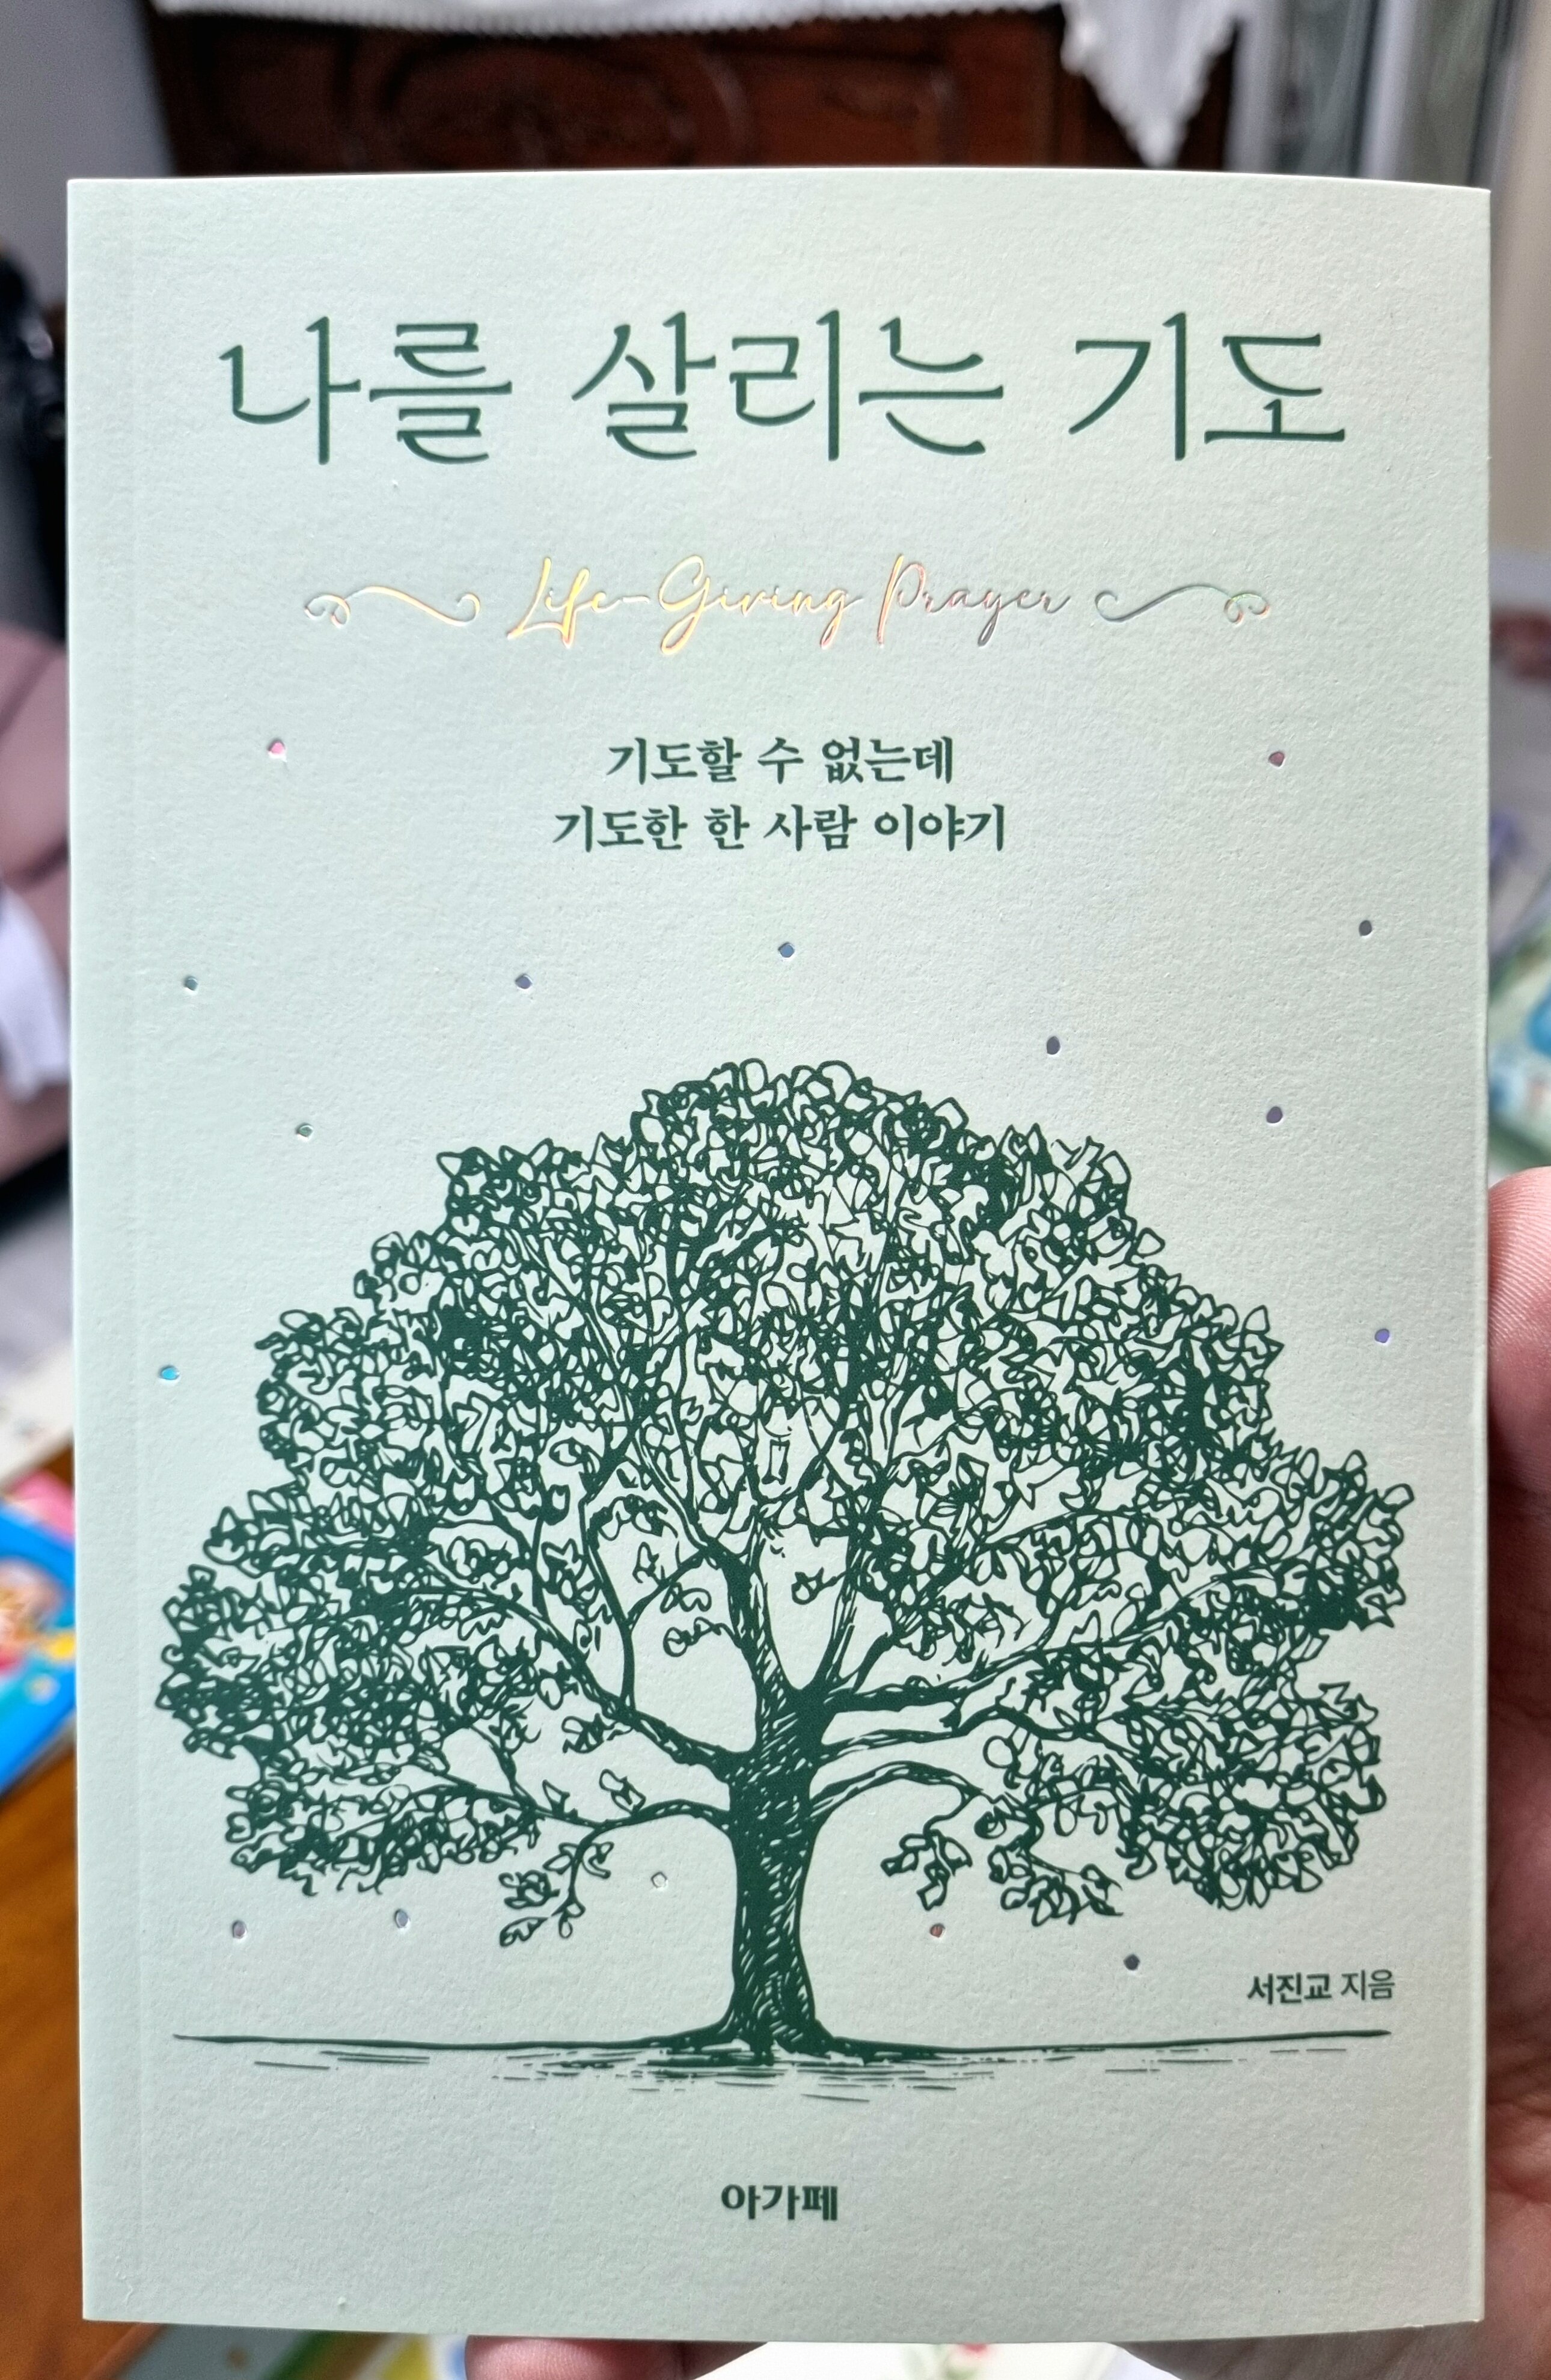 나를 살리는 기도
Life-Giving Prayer
기도할 수 없는데
기도한 한 사람 이야기
서진교 지음
아가페